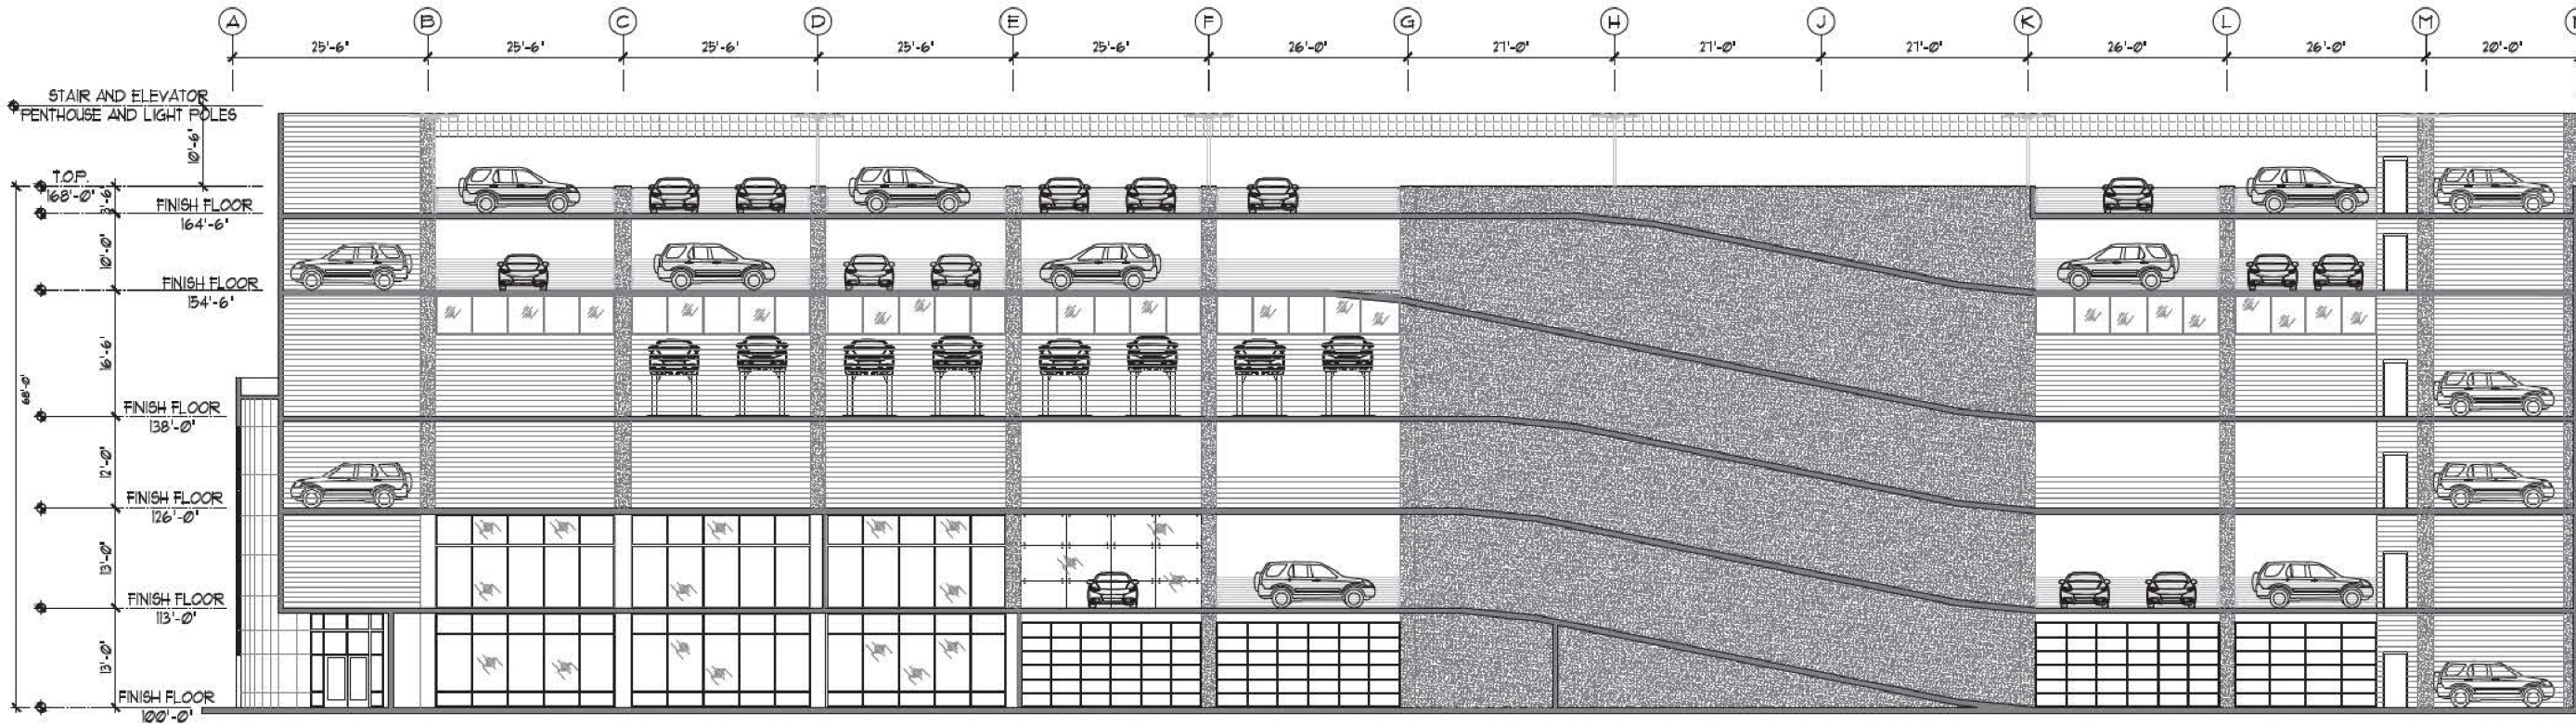 A B C D E F G H J K L M
25'-6" 25'-6" 25'-6" 25'-6" 25'-6" 26'-0" 27'-0" 27'-0" 27'-0" 26'-0" 26'-0" 20'-0"
STAIR AND ELEVATOR
PENTHOUSE AND LIGHT POLES
10'-6"
T.O.P.
168'-0"
3'-6"
FINISH FLOOR
164'-6"
10'-0"
FINISH FLOOR
154'-6"
16'-6"
68'-0"
FINISH FLOOR
138'-0"
12'-0"
FINISH FLOOR
126'-0"
13'-0"
FINISH FLOOR
113'-0"
13'-0"
FINISH FLOOR
100'-0"